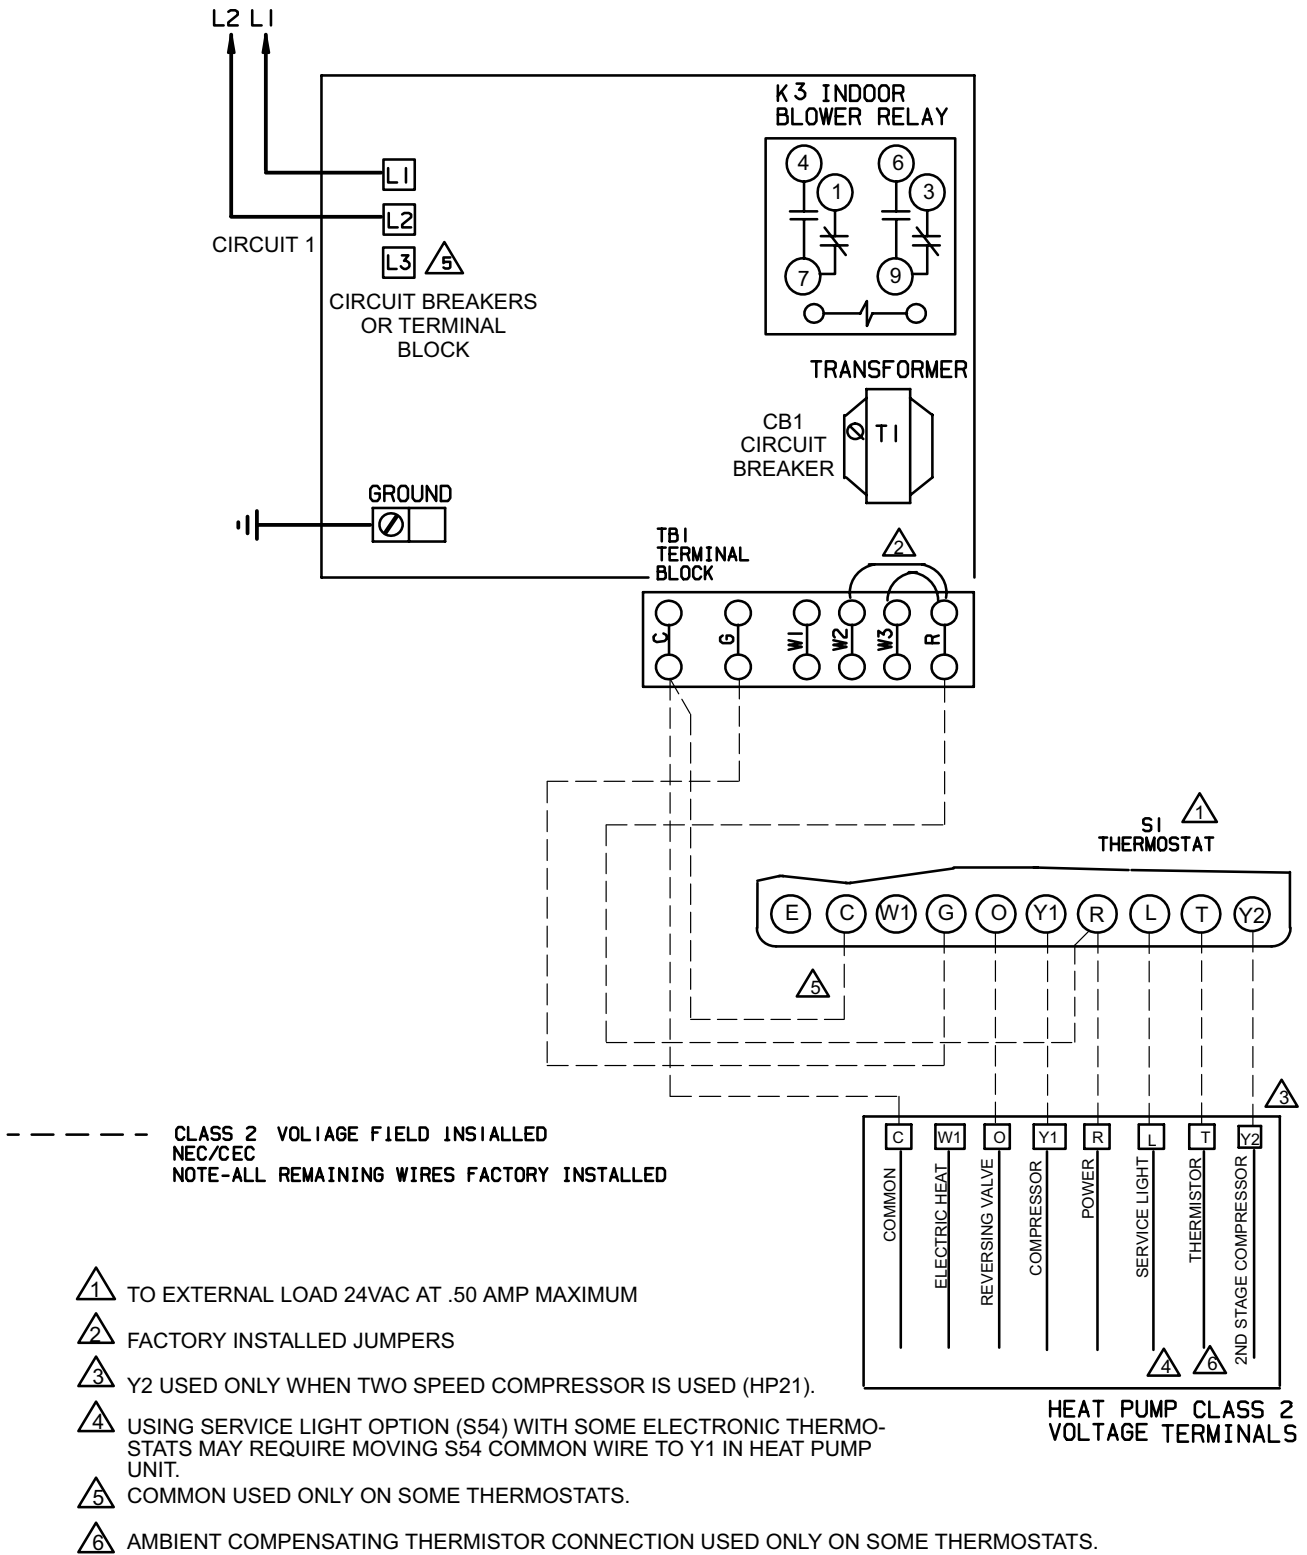 L2 L1
K3 INDOOR
BLOWER RELAY
4
6
1
3
L1
L2
CIRCUIT 1
L3 5
7
9
CIRCUIT BREAKERS
OR TERMINAL
BLOCK
TRANSFORMER
CB1
CIRCUIT
BREAKER
T1
GROUND
TB1
TERMINAL
BLOCK
2
C
G
W1
W2
W3
R
S1
THERMOSTAT
1
E C W1 G O Y1 R L T Y2
5
3
CLASS 2 VOLIAGE FIELD INSIALLED
NEC/CEC
NOTE-ALL REMAINING WIRES FACTORY INSTALLED
C W1 O Y1 R L T Y2
COMMON
ELECTRIC HEAT
REVERSING VALVE
COMPRESSOR
POWER
SERVICE LIGHT
THERMISTOR
2ND STAGE COMPRESSOR
4
6
HEAT PUMP CLASS 2
VOLTAGE TERMINALS
1 TO EXTERNAL LOAD 24VAC AT .50 AMP MAXIMUM
2 FACTORY INSTALLED JUMPERS
3 Y2 USED ONLY WHEN TWO SPEED COMPRESSOR IS USED (HP21).
4 USING SERVICE LIGHT OPTION (S54) WITH SOME ELECTRONIC THERMO-
STATS MAY REQUIRE MOVING S54 COMMON WIRE TO Y1 IN HEAT PUMP
UNIT.
5 COMMON USED ONLY ON SOME THERMOSTATS.
6 AMBIENT COMPENSATING THERMISTOR CONNECTION USED ONLY ON SOME THERMOSTATS.